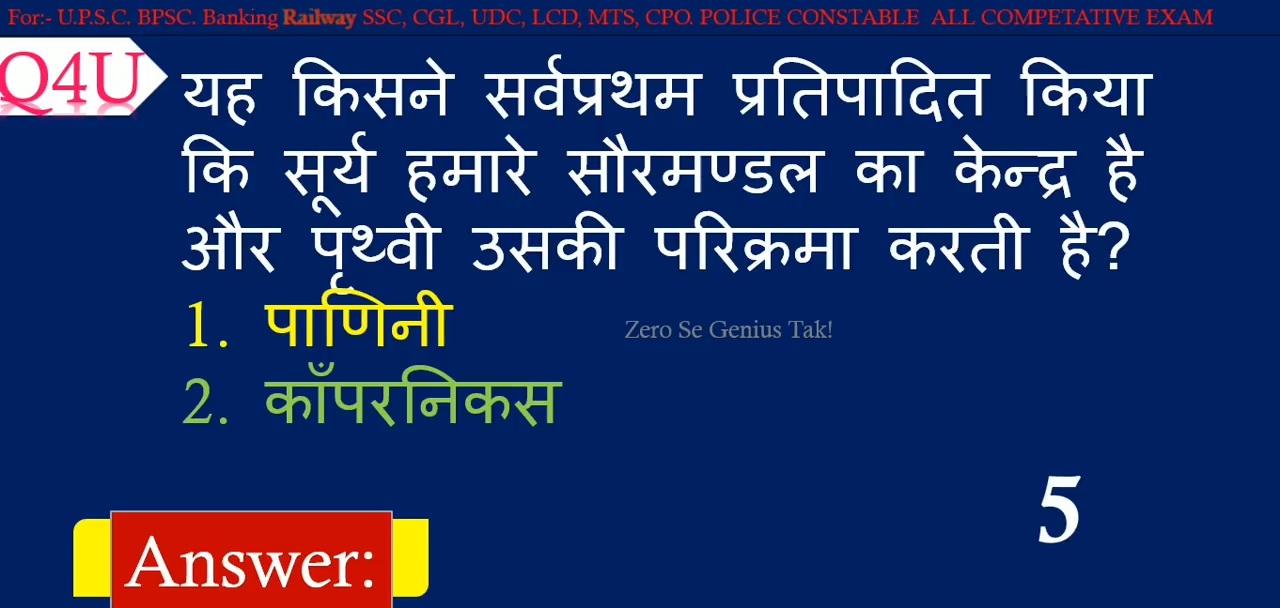 For:- U.P.S.C. BPSC. Banking Railway SSC, CGL, UDC, LCD, MTS, CPO. POLICE CONSTABLE ALL COMPETATIVE EXAM
Q4U
यह किसने सर्वप्रथम प्रतिपादित किया
कि सूर्य हमारे सौरमण्डल का केन्द्र है
और पृथ्वी उसकी परिक्रमा करती है?
1. पाणिनी
Zero Se Genius Tak!
2. काँपरनिकस
5
Answer: